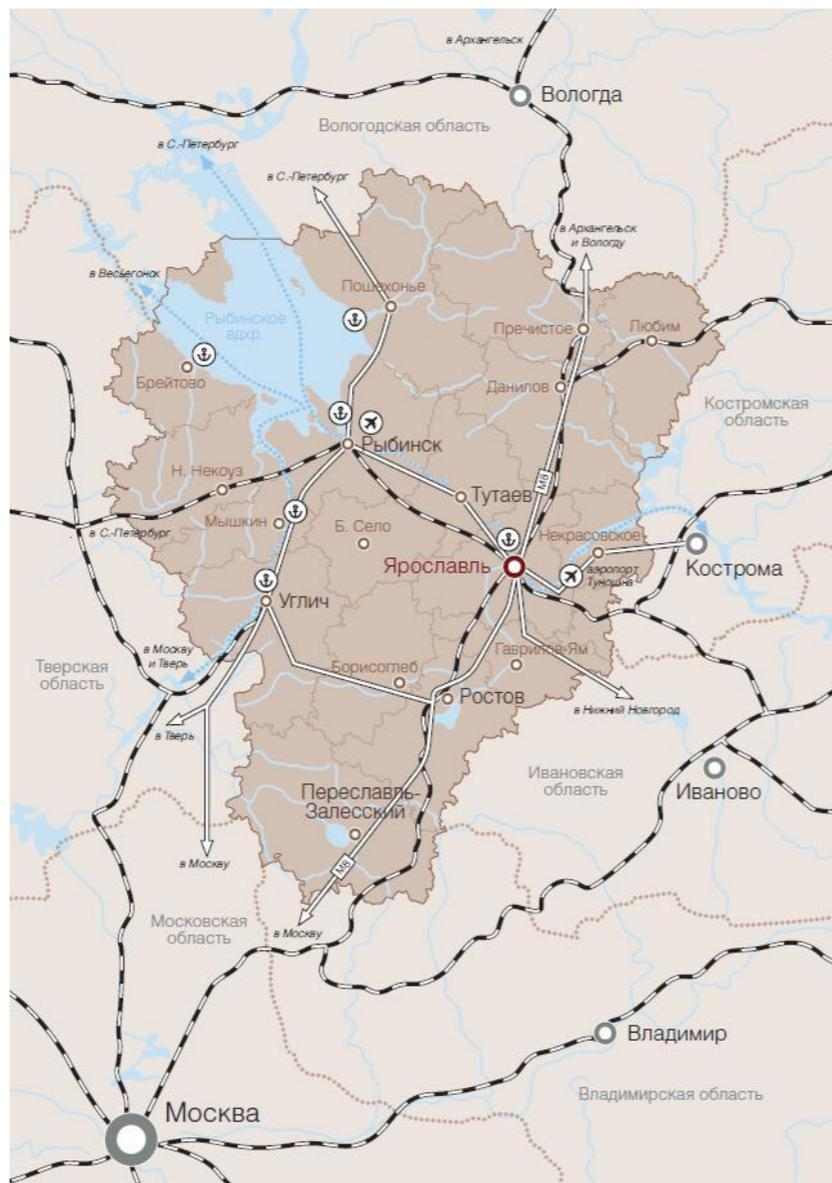 в Архангельск
Вологда
Вологодская область
в С.-Петербург
в С.-Петербург
в Архангельск
и Вологду
в Весьегонск
Пошехонье
Рыбинское
вдхр.
Пречистое
Любим
Брейтово
Данилов
Костромская
область
Рыбинск
Н. Некоуз
Тутаев
М8
в С.-Петербург
Мышкин
Б. Село
Некрасовское
Ярославль
аэропорт
Туношна
Кострома
Углич
в Москву
и Тверь
Тверская
область
Борисоглеб
Гаврилов-Ям
Ростов
в Нижний Новгород
в Тверь
Ивановская
область
Иваново
Переславль-
Залесский
в Москву
М8
Московская
область
в Москву
Владимир
Москва
Владимирская область